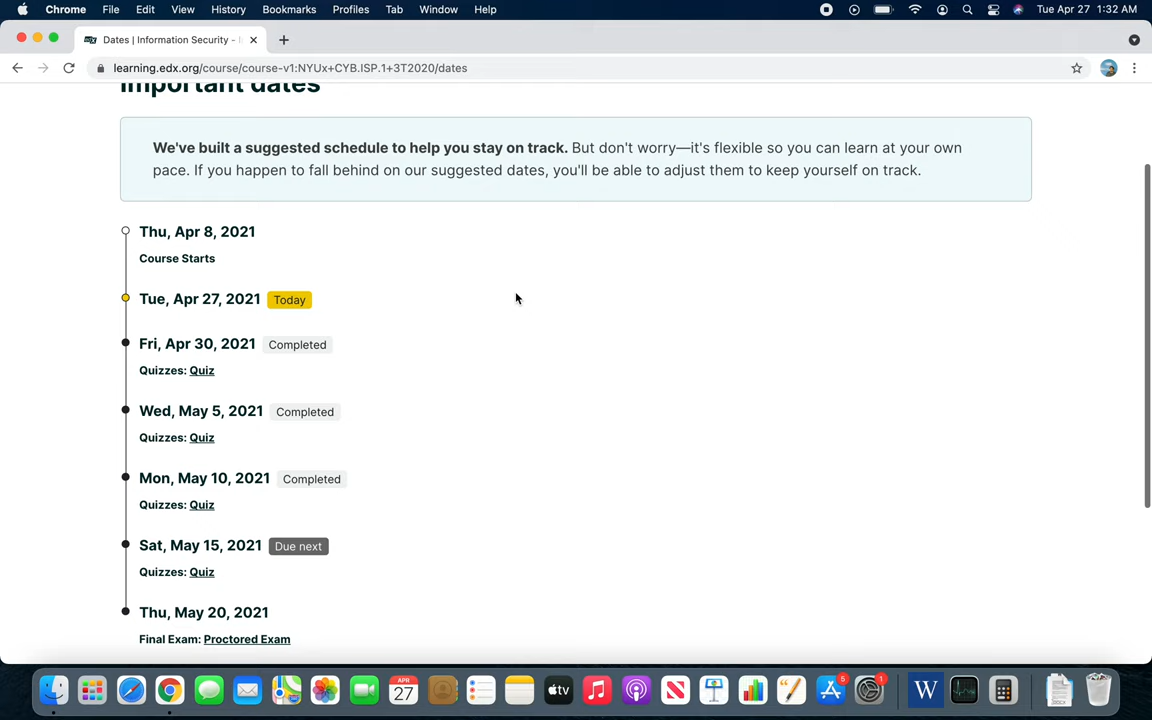 Chrome File Edit View History Bookmarks Profiles Tab Window Help Tue Apr 27 1:32 AM
Dates | Information Security -
learning.edx.org/course/course-v1:NYUx+CYB.ISP.1+3T2020/dates
Important dates
We've built a suggested schedule to help you stay on track. But don't worry—it's flexible so you can learn at your own
pace. If you happen to fall behind on our suggested dates, you'll be able to adjust them to keep yourself on track.
Thu, Apr 8, 2021
Course Starts
Tue, Apr 27, 2021 Today
Fri, Apr 30, 2021 Completed
Quizzes: Quiz
Wed, May 5, 2021 Completed
Quizzes: Quiz
Mon, May 10, 2021 Completed
Quizzes: Quiz
Sat, May 15, 2021 Due next
Quizzes: Quiz
Thu, May 20, 2021
Final Exam: Proctored Exam
APR
27
tv
5
1
W